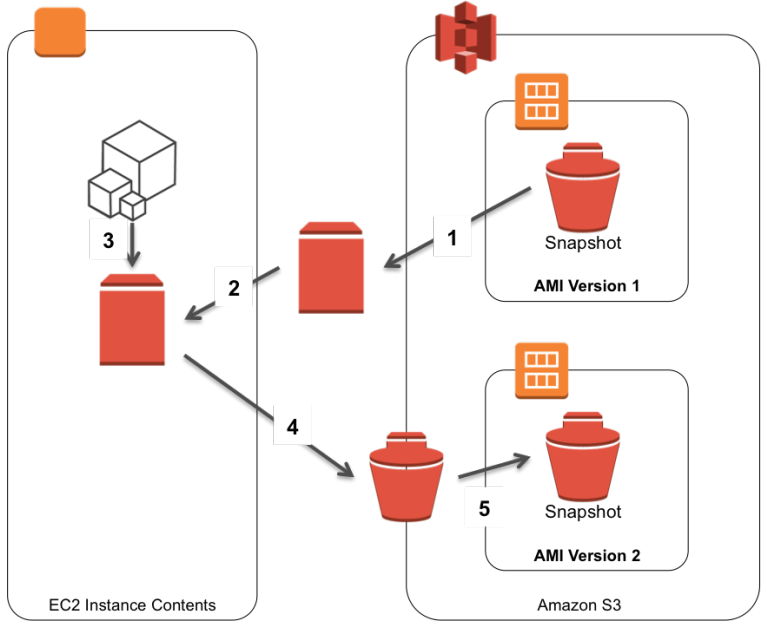 1
Snapshot
AMI Version 1
3
2
4
5
Snapshot
AMI Version 2
EC2 Instance Contents
Amazon S3